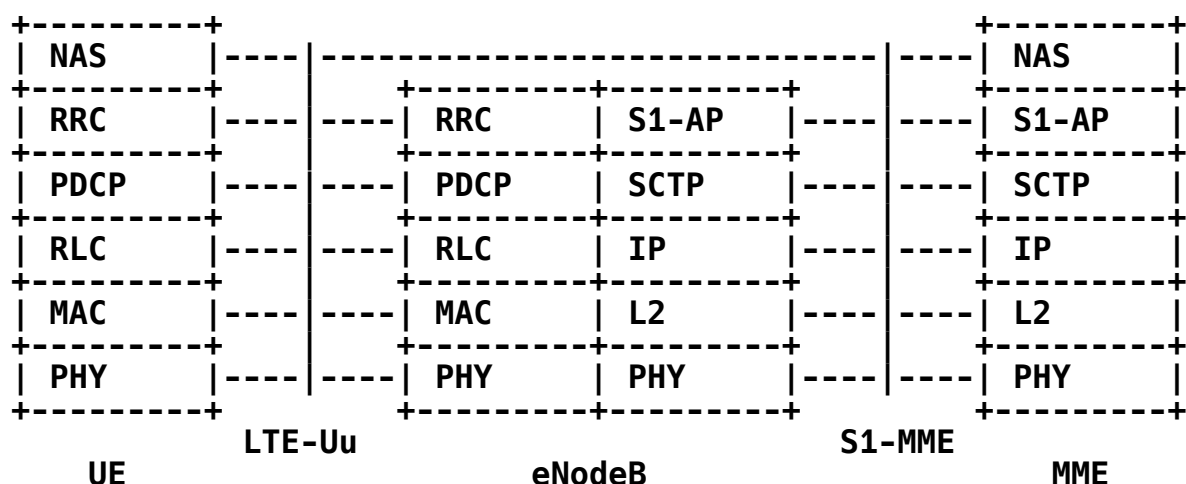 NAS NAS
RRC RRC S1-AP S1-AP
PDCP PDCP SCTP SCTP
RLC RLC IP IP
MAC MAC L2 L2
PHY PHY PHY PHY
LTE-Uu S1-MME
UE eNodeB MME